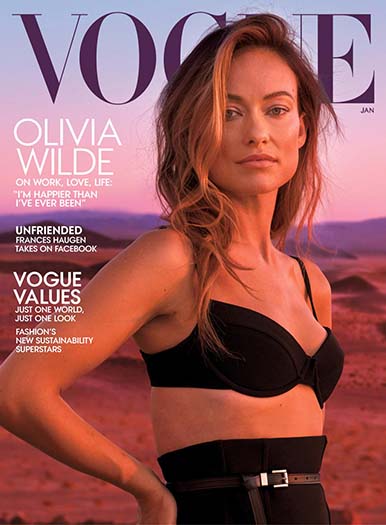 VOGUE
JAN
OLIVIA
WILDE
ON WORK, LOVE, LIFE:
“I’M HAPPIER THAN
I’VE EVER BEEN”
UNFRIENDED
FRANCES HAUGEN
TAKES ON FACEBOOK
VOGUE
VALUES
JUST ONE WORLD,
JUST ONE LOOK
FASHION’S
NEW SUSTAINABILITY
SUPERSTARS